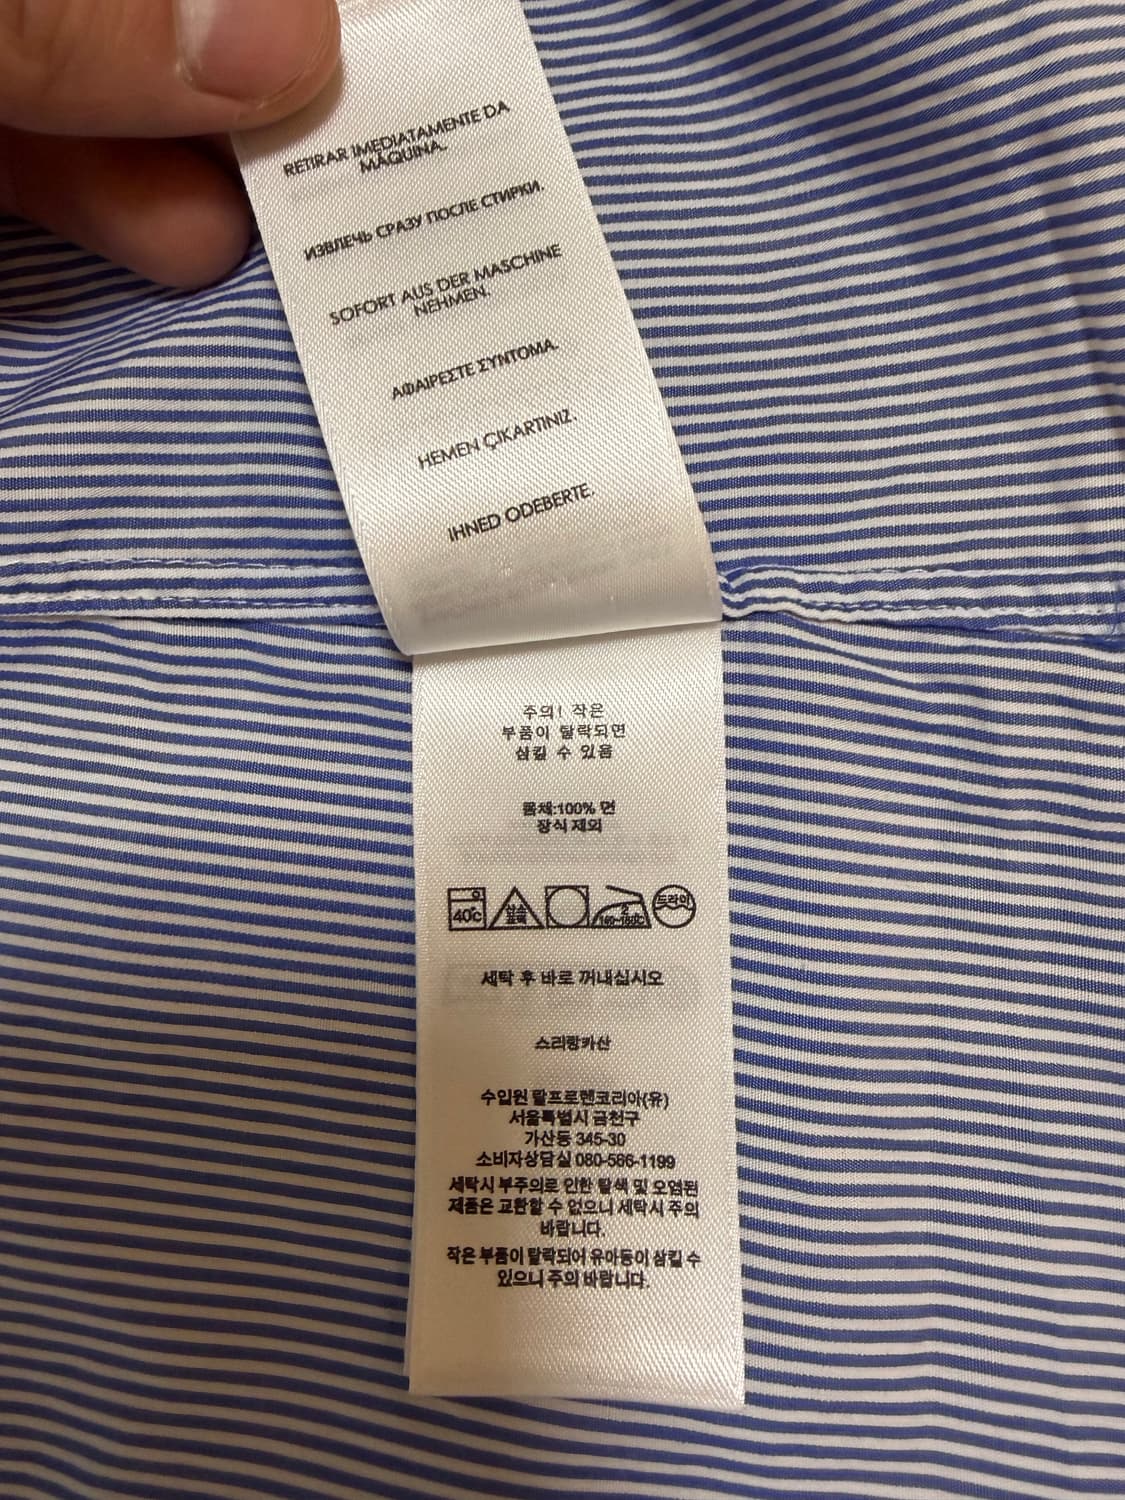 RETIRAR IMEDIATAMENTE DA
MÁQUINA.
ИЗВЛЕЧЬ СРАЗУ ПОСЛЕ СТИРКИ.
SOFORT AUS DER MASCHINE
NEHMEN.
ΑΦΑΙΡΕΣΤΕ ΣΥΝΤΟΜΑ.
HEMEN ÇIKARTINIZ.
IHNED ODEBERTE.
주의! 작은
부품이 탈락되면
삼킬 수 있음
몸체:100% 면
장식 제외
40℃
염소
표백
2
140~160℃
드라이
세탁 후 바로 꺼내십시오
스리랑카산
수입원 랄프로렌코리아(유)
서울특별시 금천구
가산동 345-30
소비자상담실 080-566-1199
세탁시 부주의로 인한 탈색 및 오염된
제품은 교환할 수 없으니 세탁시 주의
바랍니다.
작은 부품이 탈락되어 유아동이 삼킬 수
있으니 주의 바랍니다.